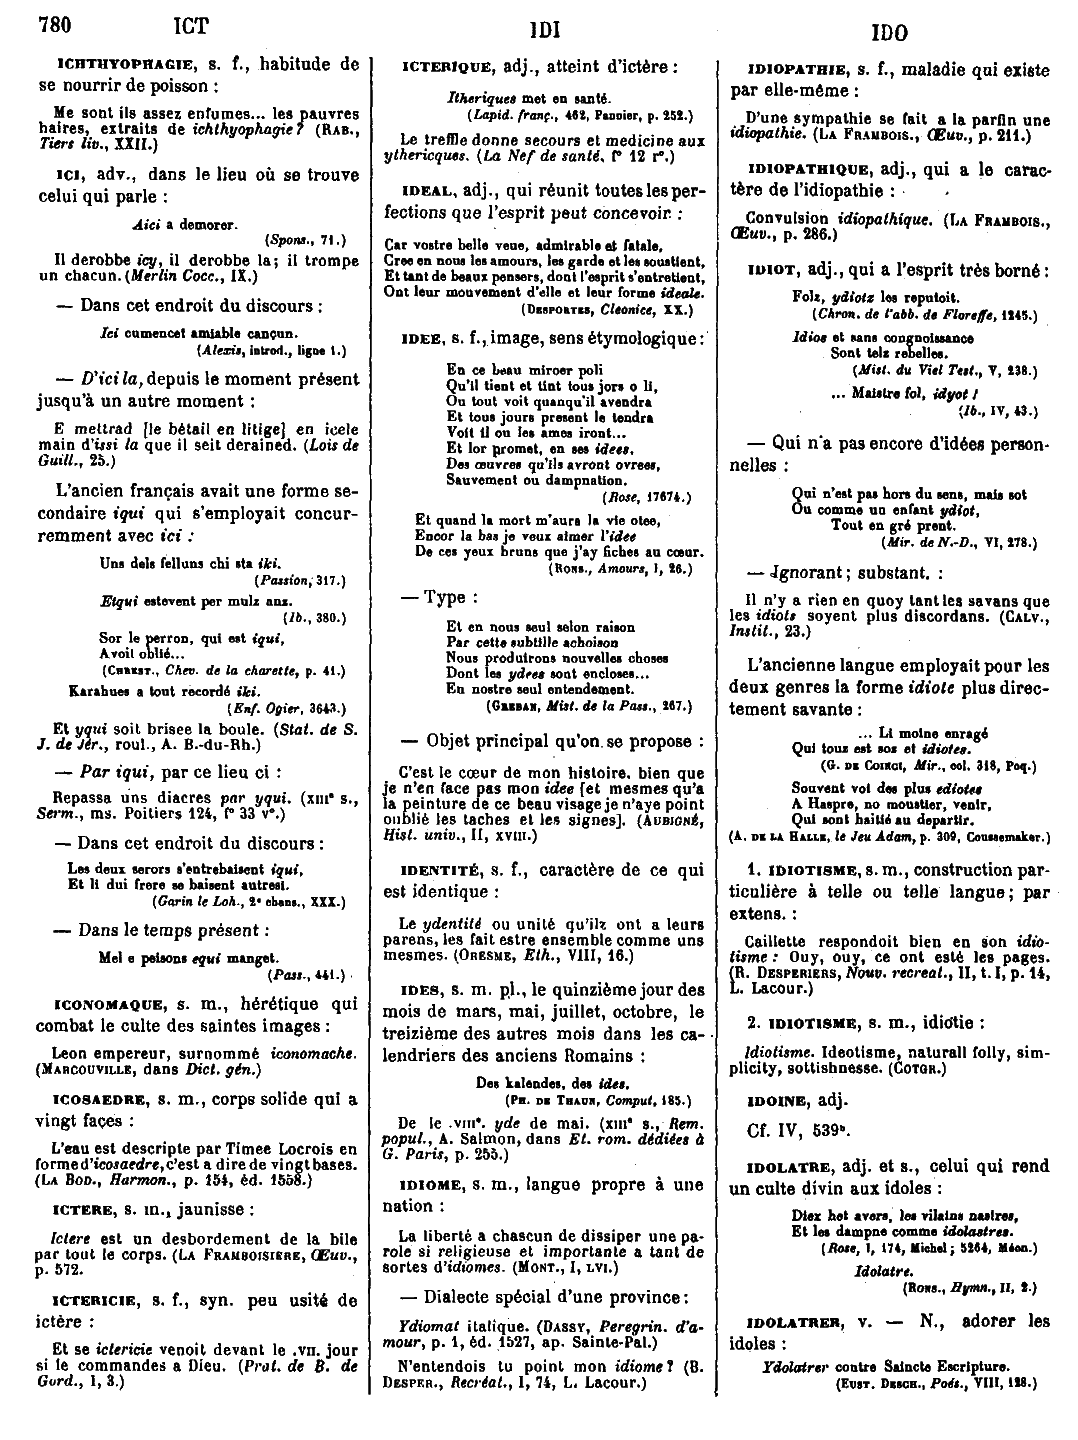 780 ICT
IDI
IDO
ICHTHYOPHAGIE, s. f., habitude de
se nourrir de poisson :
Me sont ils assez enfumes... les pauvres
haires, extraits de ichthyophagie? (RAB.,
Tiers liv., XXII.)
ICI, adv., dans le lieu où se trouve
celui qui parle :
Aici a demorer.
(Spons., 71.)
Il derobbe icy, il derobbe la; il trompe
un chacun. (Merlin Cocc., IX.)
— Dans cet endroit du discours :
Ici cumencet amiable cançun.
(Alexis, introd., ligne 1.)
— D'ici la, depuis le moment présent
jusqu'à un autre moment :
E mettrad [le bétail en litige] en icele
main d'issi la que il seit derained. (Lois de
Guill., 25.)
L'ancien français avait une forme se-
condaire iqui qui s'employait concur-
remment avec ici :
Uns dels felluns chi sta iki.
(Passion, 317.)
Etqui estevent per mulz anz.
(Ib., 380.)
Sor le perron, qui est iqui,
Avoit oblié...
(CHREST., Chev. de la charette, p. 41.)
Karahues a tout recordé iki.
(Enf. Ogier, 3643.)
Et yqui soit brisee la boule. (Stat. de S.
J. de Jér., roul., A. B.-du-Rh.)
— Par iqui, par ce lieu ci :
Repassa uns diacres par yqui. (XIIIe s.,
Serm., ms. Poitiers 124, f° 33 v°.)
— Dans cet endroit du discours :
Les deux serors s'entrebaisent iqui,
Et li dui frere se baisent autresi.
(Garin le Loh., 2e chans., XXX.)
— Dans le temps présent :
Mel e peisons equi manget.
(Pass., 441.)
ICONOMAQUE, s. m., hérétique qui
combat le culte des saintes images :
Leon empereur, surnommé iconomache.
(MARCOUVILLE, dans Dict. gén.)
ICOSAEDRE, s. m., corps solide qui a
vingt faces :
L'eau est descripte par Timee Locrois en
forme d'icosaedre, c'est a dire de vingt bases.
(LA BOD., Harmon., p. 154, éd. 1558.)
ICTERE, s. m., jaunisse :
Ictere est un desbordement de la bile
par tout le corps. (LA FRAMBOISIERE, Œuv.,
p. 572.
ICTERICIE, s. f., syn. peu usité de
ictère :
Et se ictericie venoit devant le .VII. jour
si le commandes a Dieu. (Prat. de B. de
Gord., I, 3.)
ICTERIQUE, adj., atteint d'ictère :
Itheriques met en santé.
(Lapid. franç., 462, Pannier, p. 252.)
Le treffle donne secours et medicine aux
ythericques. (La Nef de santé, f° 12 r°.)
IDEAL, adj., qui réunit toutes les per-
fections que l'esprit peut concevoir :
Car vostre belle veue, admirable et fatale,
Cree en nous les amours, les garde et les soustient,
Et tant de beaux pensers, dont l'esprit s'entretient,
Ont leur mouvement d'elle et leur forme ideale.
(DESPORTES, Cleonice, XX.)
IDEE, s. f., image, sens étymologique :
En ce beau miroer poli
Qu'il tient et tint tous jors o li,
Ou tout voit quanqu'il avendra
Et tous jours present le tendra
Voit il ou les ames iront...
Et lor promet, en ses idees,
Des œuvres qu'ils avront ovrees,
Sauvement ou dampnation.
(Rose, 17674.)
Et quand la mort m'aura la vie otee,
Encor la bas je veux aimer l'idee
De ces yeux bruns que j'ay fiches au cœur.
(RONS., Amours, I, 26.)
— Type :
Et en nous seul selon raison
Par cette subtille achoison
Nous produirons nouvelles choses
Dont les ydees sont encloses...
En nostre seul entendement.
(GREBAN, Mist. de la Pass., 267.)
— Objet principal qu'on se propose :
C'est le cœur de mon histoire, bien que
je n'en face pas mon idee [et mesmes qu'a
la peinture de ce beau visage je n'aye point
oublié les taches et les signes]. (AUBIGNÉ,
Hist. univ., II, XVIII.)
IDENTITÉ, s. f., caractère de ce qui
est identique :
Le ydentité ou unité qu'ilz ont a leurs
parens, les fait estre ensemble comme uns
mesmes. (ORESME, Eth., VIII, 16.)
IDES, s. m. pl., le quinzième jour des
mois de mars, mai, juillet, octobre, le
treizième des autres mois dans les ca-
lendriers des anciens Romains :
Des kalendes, des ides.
(PH. DE THAUN, Comput, 185.)
De le .VIIIe. yde de mai. (XIIIe s., Rem.
popul., A. Salmon, dans Et. rom. dédiées à
G. Paris, p. 255.)
IDIOME, s. m., langue propre à une
nation :
La liberté a chascun de dissiper une pa-
role si religieuse et importante a tant de
sortes d'idiomes. (MONT., I, LVI.)
— Dialecte spécial d'une province :
Ydiomat italique. (DASSY, Peregrin. d'a-
mour, p. 1, éd. 1527, ap. Sainte-Pal.)
N'entendois tu point mon idiome? (B.
DESPER., Recréat., I, 74, L. Lacour.)
IDIOPATHIE, s. f., maladie qui existe
par elle-même :
D'une sympathie se fait a la parfin une
idiopathie. (LA FRAMBOIS., Œuv., p. 211.)
IDIOPATHIQUE, adj., qui a le carac-
tère de l'idiopathie :
Convulsion idiopathique. (LA FRAMBOIS.,
Œuv., p. 286.)
IDIOT, adj., qui a l'esprit très borné :
Folz, ydiotz les reputoit.
(Chron. de l'abb. de Floreffe, 1245.)
Idios et sans congnoissance
Sont telz rebelles.
(Mist. du Viel Test., V, 238.)
... Maistre fol, idyot !
(Ib., IV, 43.)
— Qui n'a pas encore d'idées person-
nelles :
Qui n'est pas hors du sens, mais sot
Ou comme un enfant ydiot,
Tout en gré prent.
(Mir. de N.-D., VI, 278.)
— Ignorant; substant. :
Il n'y a rien en quoy tant les savans que
les idiots soyent plus discordans. (CALV.,
Instit., 23.)
L'ancienne langue employait pour les
deux genres la forme idiote plus direc-
tement savante :
... Li moine enragé
Qui touz est sos et idiotes.
(G. DE COINCI, Mir., col. 318, Poq.)
Souvent voi des plus ediotes
A Haspre, no moustier, venir,
Qui sont haitié au departir.
(A. DE LA HALLE, le Jeu Adam, p. 309, Coussemaker.)
1. IDIOTISME, s. m., construction par-
ticulière à telle ou telle langue; par
extens. :
Caillette respondoit bien en son idio-
tisme : Ouy, ouy, ce ont esté les pages.
(B. DESPERIERS, Nouv. recreat., II, t. I, p. 14,
L. Lacour.)
2. IDIOTISME, s. m., idiotie :
Idiotisme. Ideotisme, naturall folly, sim-
plicity, sottishnesse. (COTGR.)
IDOINE, adj.
Cf. IV, 539b.
IDOLATRE, adj. et s., celui qui rend
un culte divin aux idoles :
Diex het avers, les vilains nastres,
Et les dampne comme idolastres.
(Rose, I, 174, Michel; 5264, Méon.)
Idolatre.
(RONS., Hymn., II, 2.)
IDOLATRER, v. — N., adorer les
idoles :
Ydolatrer contre Saincte Escripture.
(EUST. DESCH., Poés., VIII, 128.)